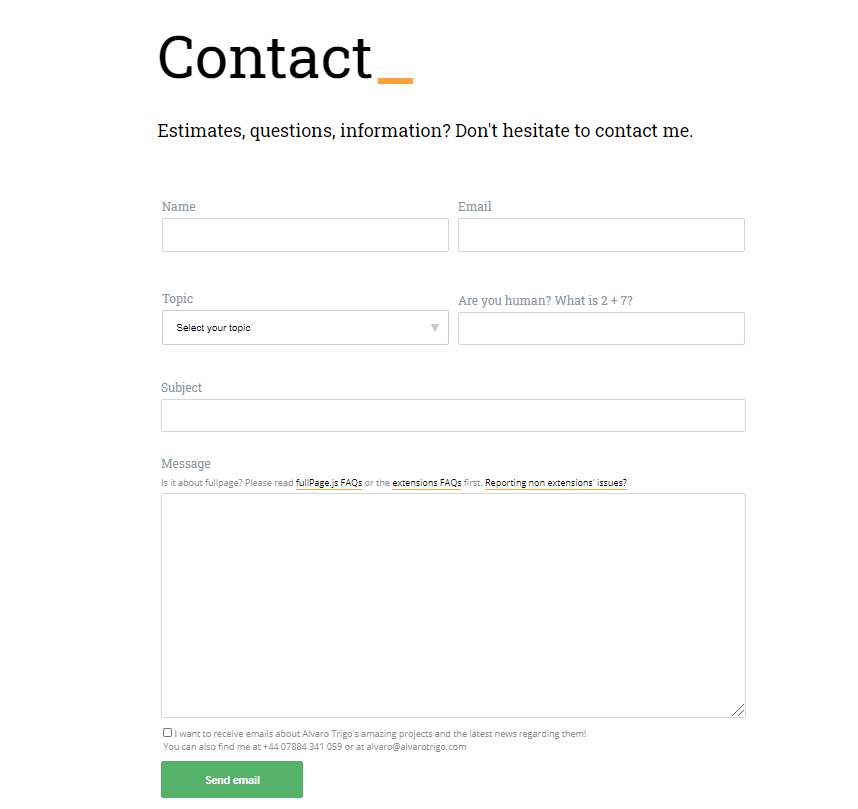 Contact_
Estimates, questions, information? Don't hesitate to contact me.
Name
Email
Topic
Are you human? What is 2 + 7?
Select your topic
Subject
Message
Is it about fullpage? Please read fullPage.js FAQs or the extensions FAQs first. Reporting non extensions' issues?
I want to receive emails about Alvaro Trigo's amazing projects and the latest news regarding them!
You can also find me at +44 07884 341 059 or at alvaro@alvarotrigo.com
Send email